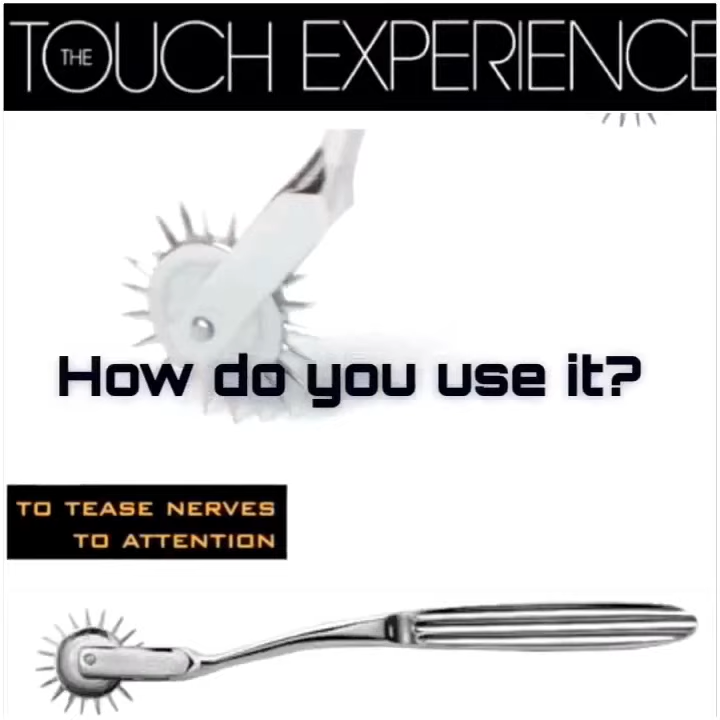 THE TOUCH EXPERIENCE
How do you use it?
TO TEASE NERVES
TO ATTENTION